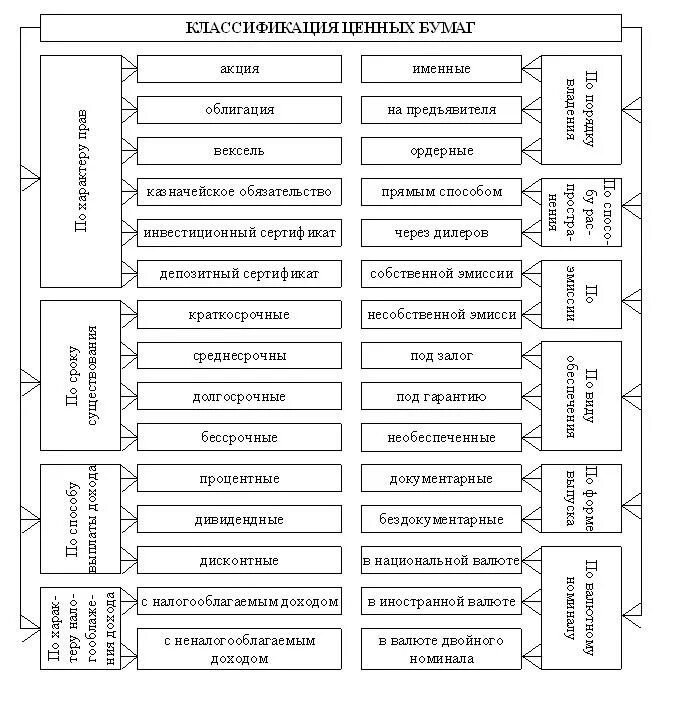 КЛАССИФИКАЦИЯ ЦЕННЫХ БУМАГ
По характеру прав
акция
облигация
вексель
казначейское обязательство
инвестиционный сертификат
депозитный сертификат
По сроку
существования
краткосрочные
среднесрочны
долгосрочные
бессрочные
По способу
выплаты дохода
процентные
дивидендные
дисконтные
По харак-
теру нало-
гооблаже-
ния дохода
с налогооблагаемым доходом
с неналогооблагаемым
доходом
именные
на предъявителя
ордерные
По порядку
владения
прямым способом
через дилеров
По спосо-
бу рас-
простра-
нения
собственной эмиссии
несобственной эмисси
По
эмиссии
под залог
под гарантию
необеспеченные
По виду
обеспечения
документарные
бездокументарные
По форме
выпуска
в национальной валюте
в иностранной валюте
в валюте двойного
номинала
По валютному
номиналу